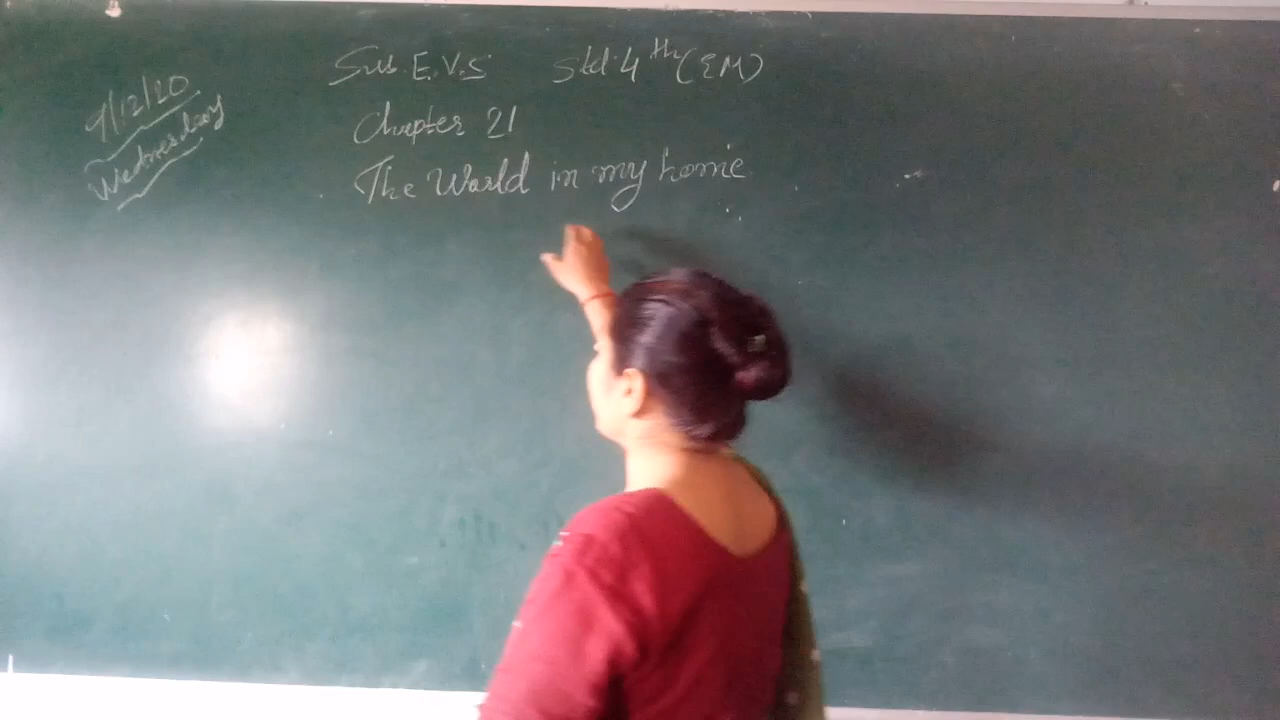 9/12/20
Wednesday
Sub. E.V.S Std. 4th (EM)
Chapter 21
The World in my home